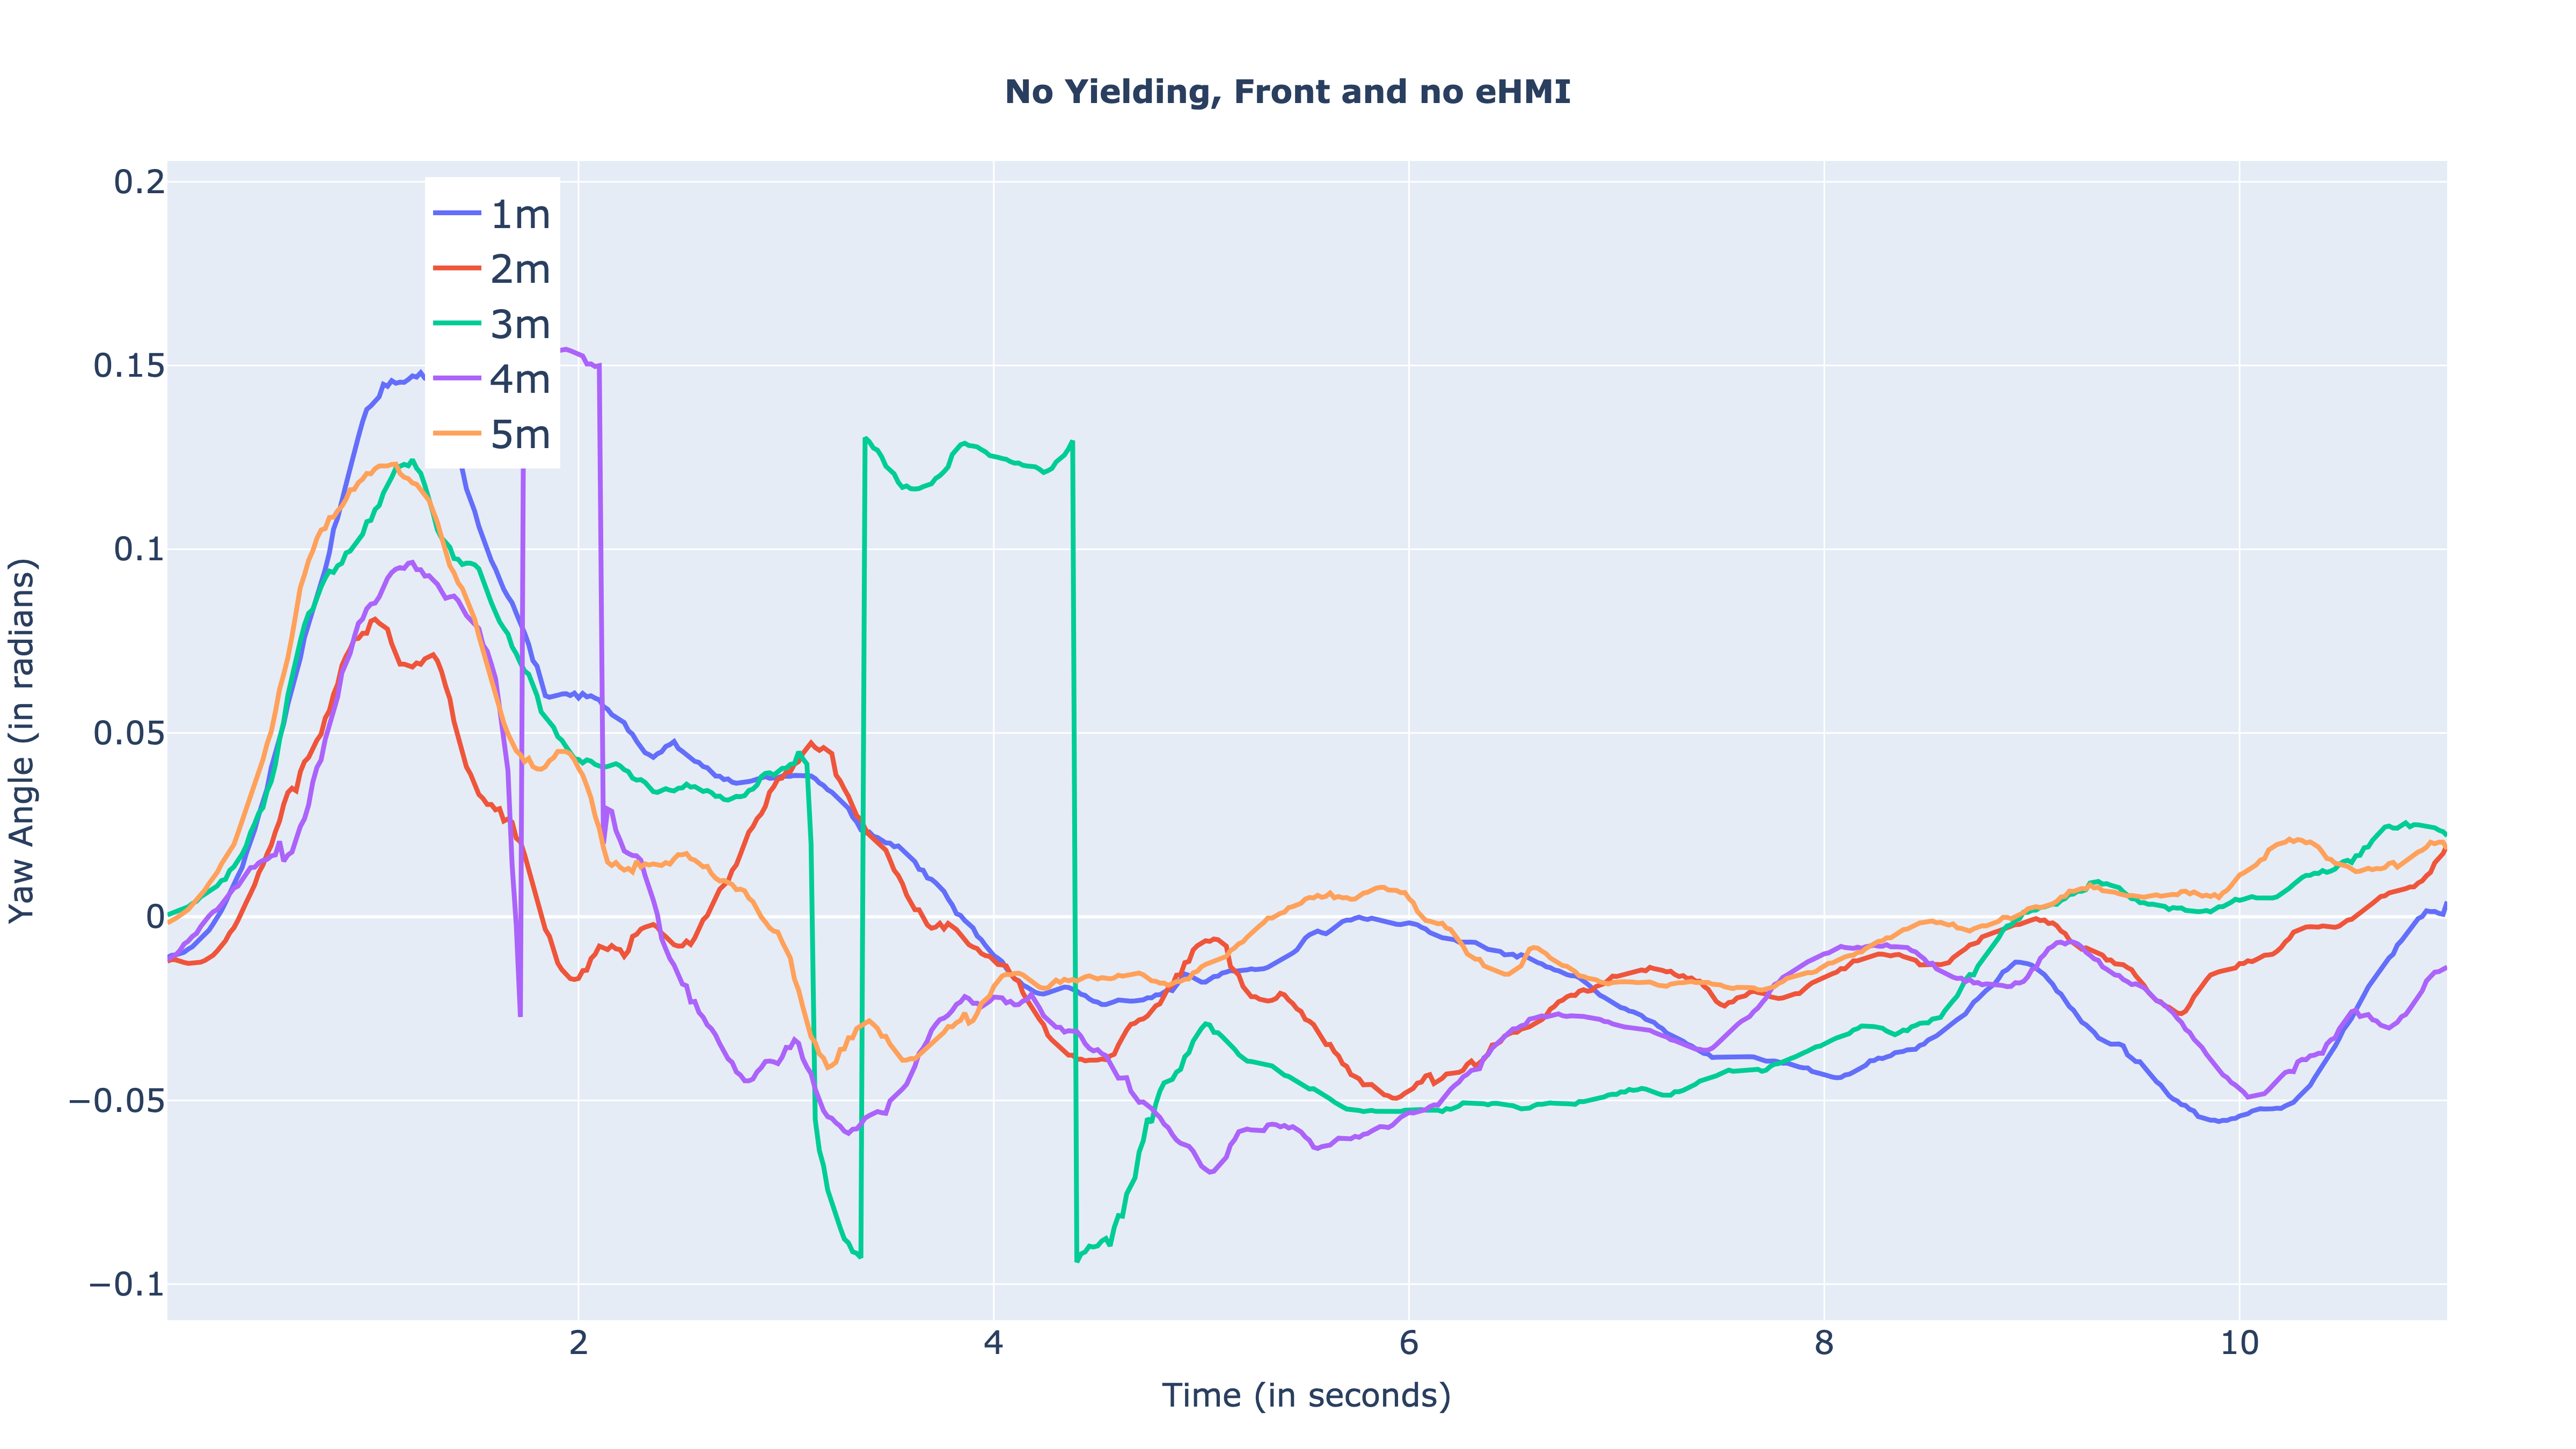 No Yielding, Front and no eHMI
0.2
0.15
0.1
0.05
0
−0.05
−0.1
Yaw Angle (in radians)
1m
2m
3m
4m
5m
2
4
6
8
10
Time (in seconds)